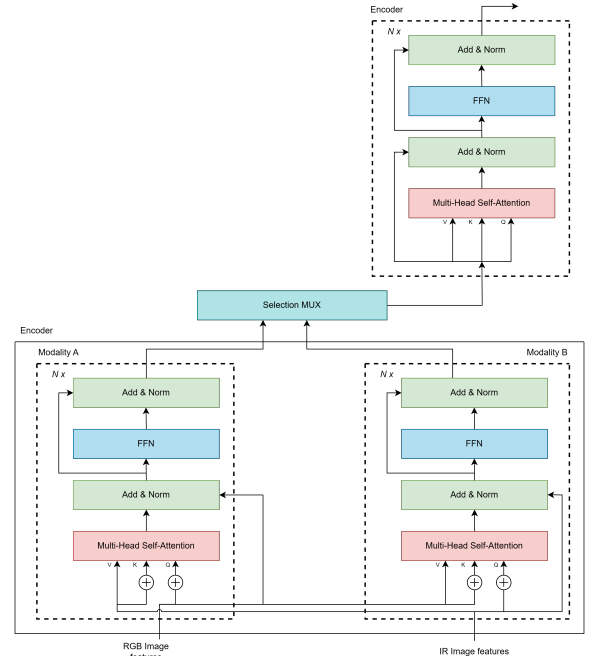 Encoder
N x
Add & Norm
FFN
Add & Norm
Multi-Head Self-Attention
V K Q
Selection MUX
Encoder
Modality A
Modality B
N x
N x
Add & Norm
Add & Norm
FFN
FFN
Add & Norm
Add & Norm
Multi-Head Self-Attention
Multi-Head Self-Attention
V K Q
V K Q
RGB Image
features
IR Image features